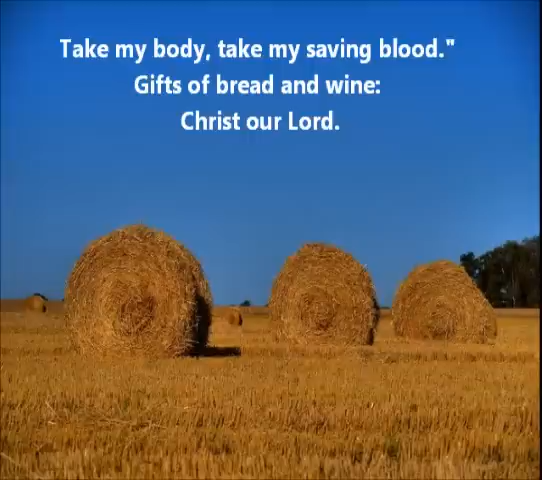 Take my body, take my saving blood."
Gifts of bread and wine:
Christ our Lord.